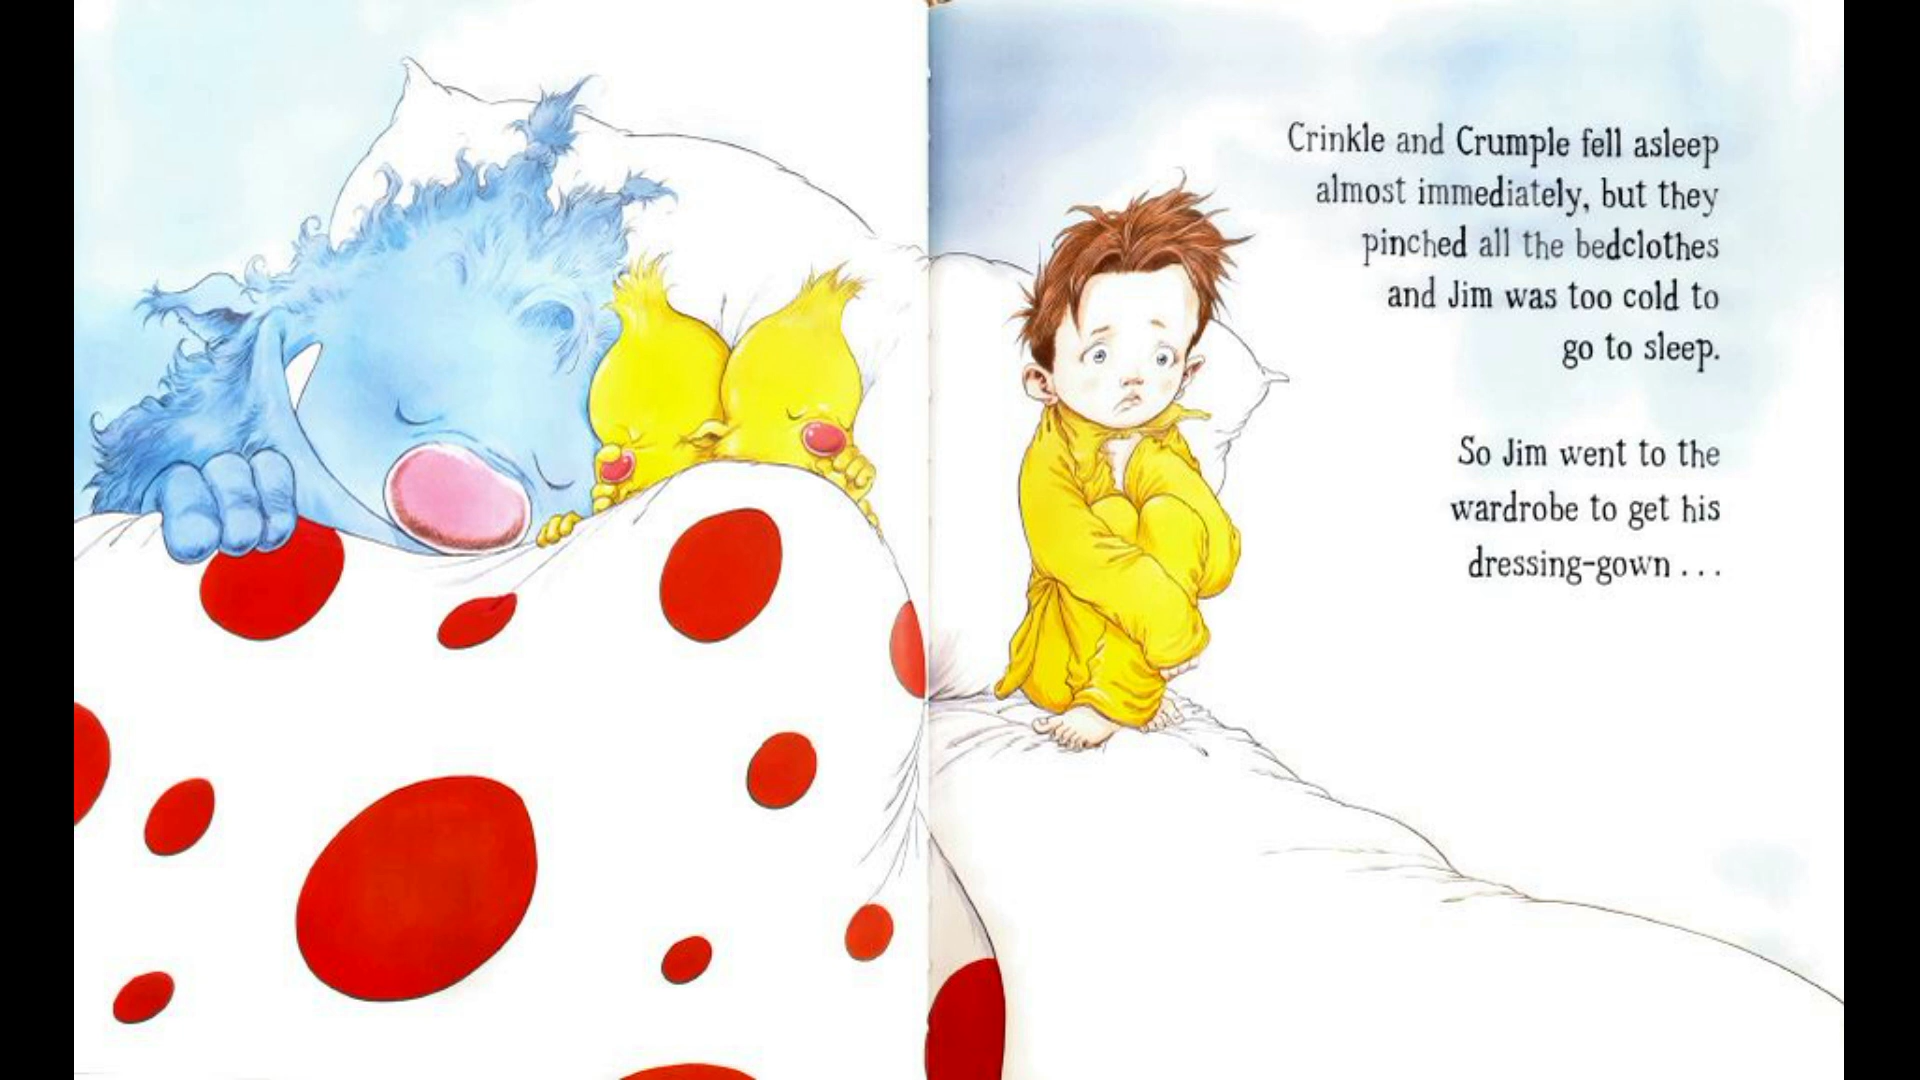 Crinkle and Crumple fell asleep
almost immediately, but they
pinched all the bedclothes
and Jim was too cold to
go to sleep.
So Jim went to the
wardrobe to get his
dressing-gown . . .